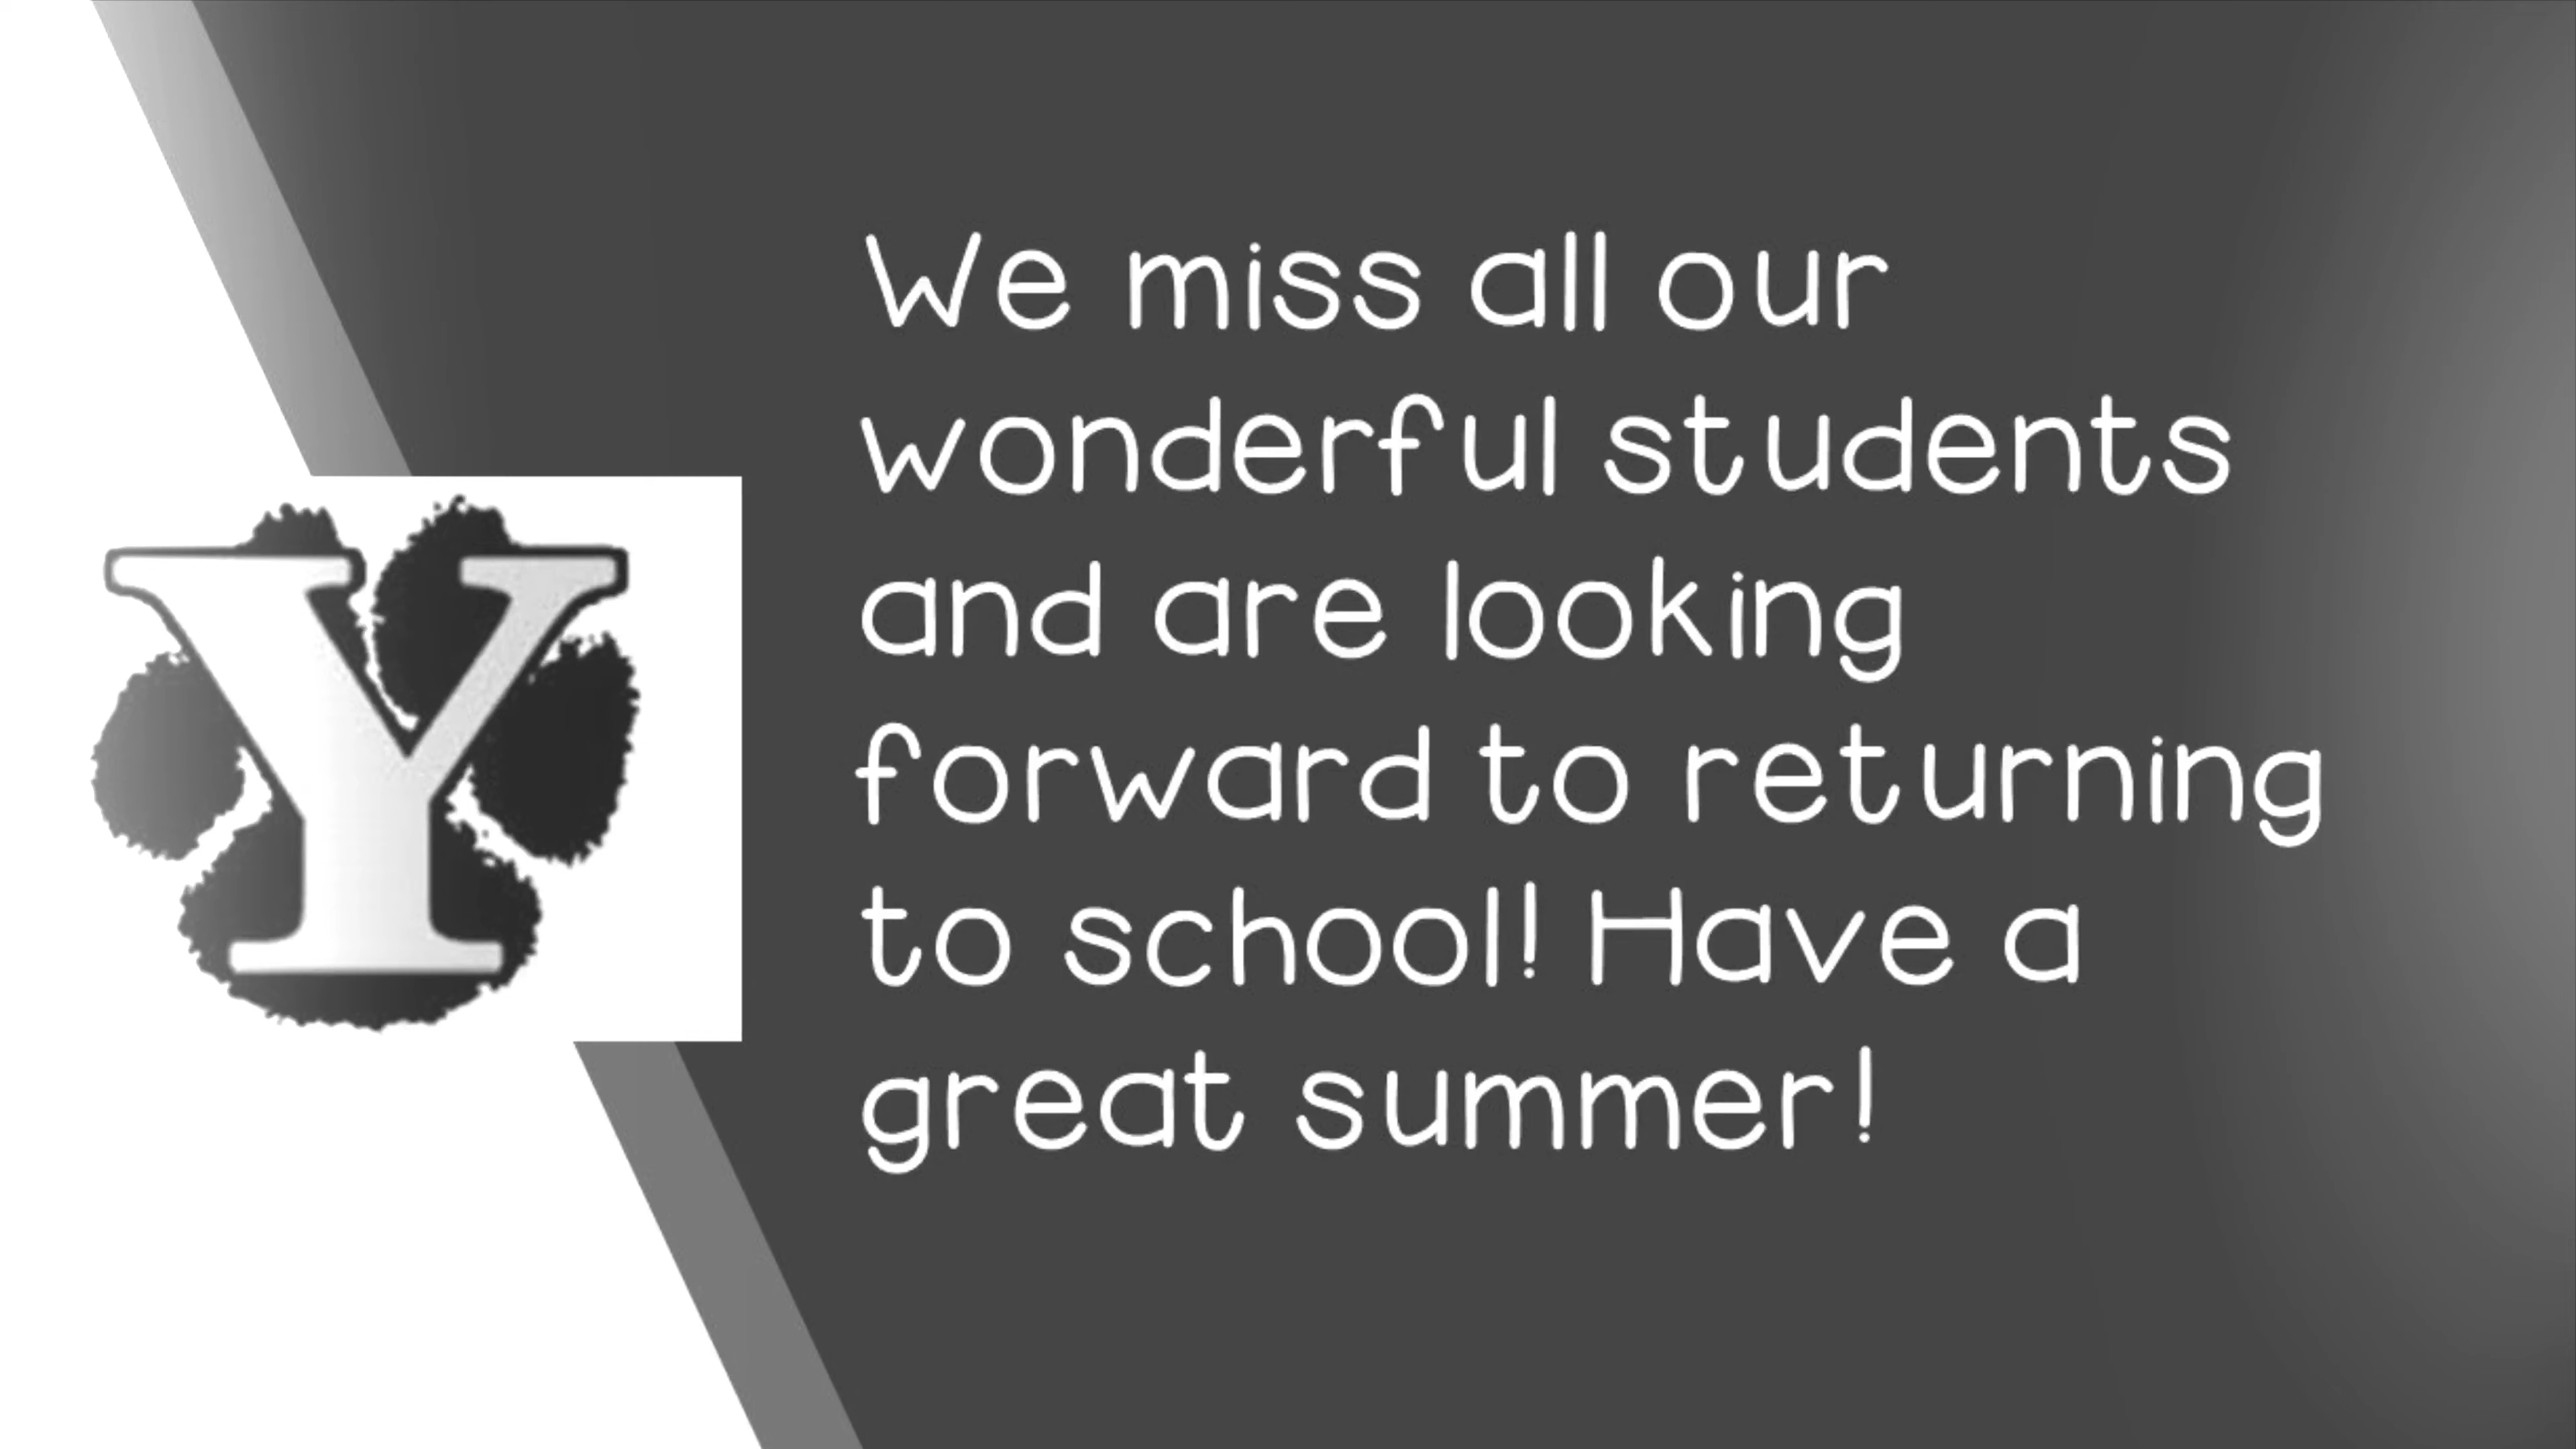 Y
We miss all our
wonderful students
and are looking
forward to returning
to school! Have a
great summer!